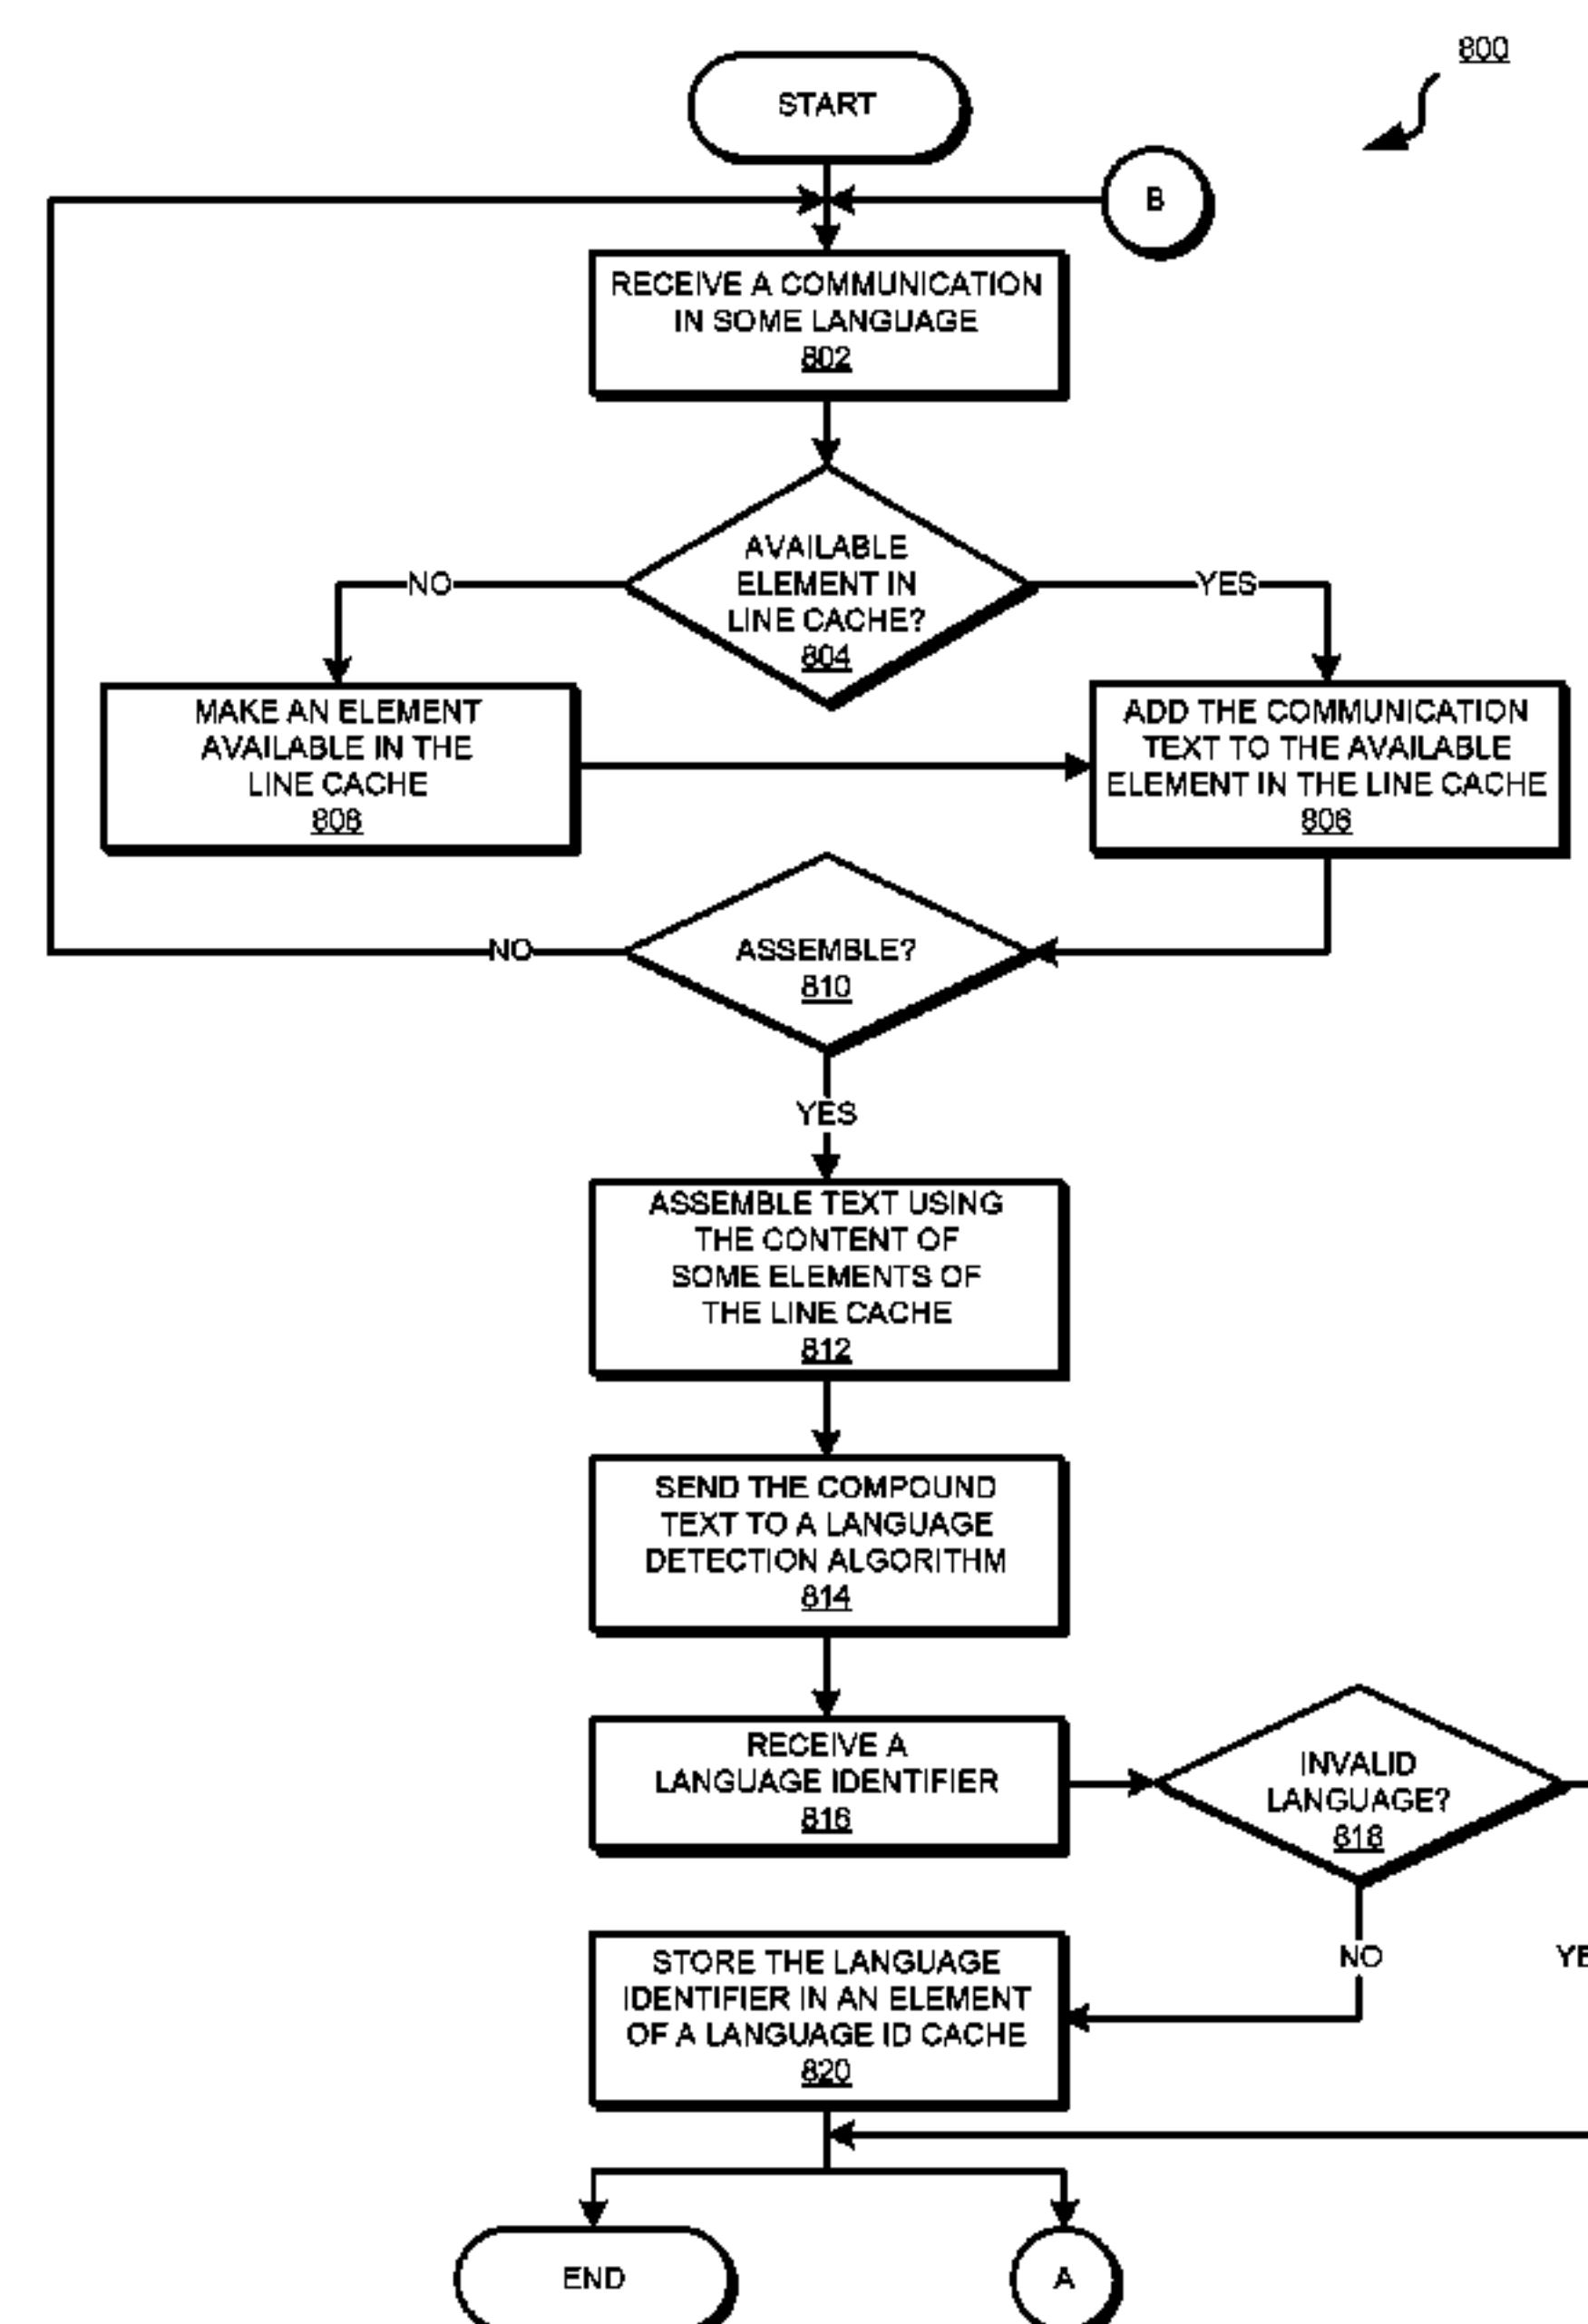 800
START
B
RECEIVE A COMMUNICATION
IN SOME LANGUAGE
802
AVAILABLE
ELEMENT IN
LINE CACHE?
804
NO
YES
MAKE AN ELEMENT
AVAILABLE IN THE
LINE CACHE
808
ADD THE COMMUNICATION
TEXT TO THE AVAILABLE
ELEMENT IN THE LINE CACHE
806
ASSEMBLE?
810
NO
YES
ASSEMBLE TEXT USING
THE CONTENT OF
SOME ELEMENTS OF
THE LINE CACHE
812
SEND THE COMPOUND
TEXT TO A LANGUAGE
DETECTION ALGORITHM
814
RECEIVE A
LANGUAGE IDENTIFIER
816
INVALID
LANGUAGE?
818
NO
STORE THE LANGUAGE
IDENTIFIER IN AN ELEMENT
OF A LANGUAGE ID CACHE
820
END
A